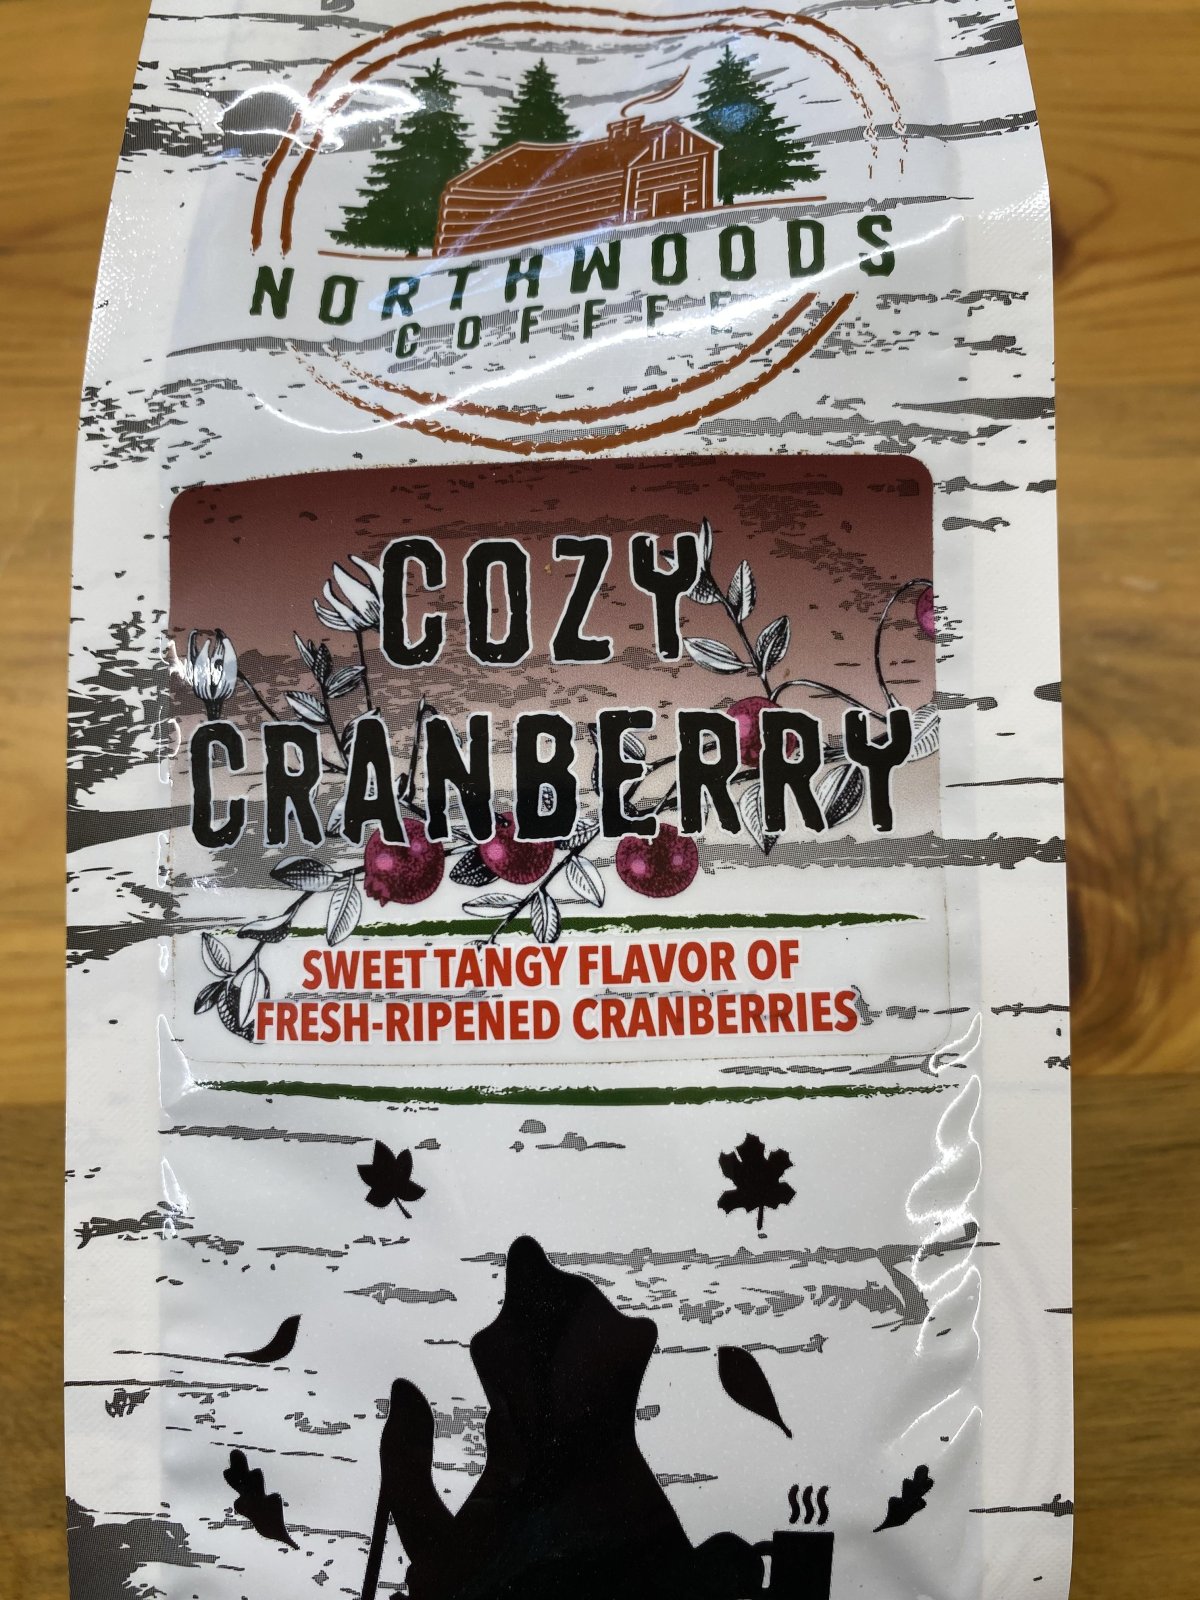 NORTHWOODS
COFFEE
COZY
CRANBERRY
SWEET TANGY FLAVOR OF
FRESH-RIPENED CRANBERRIES